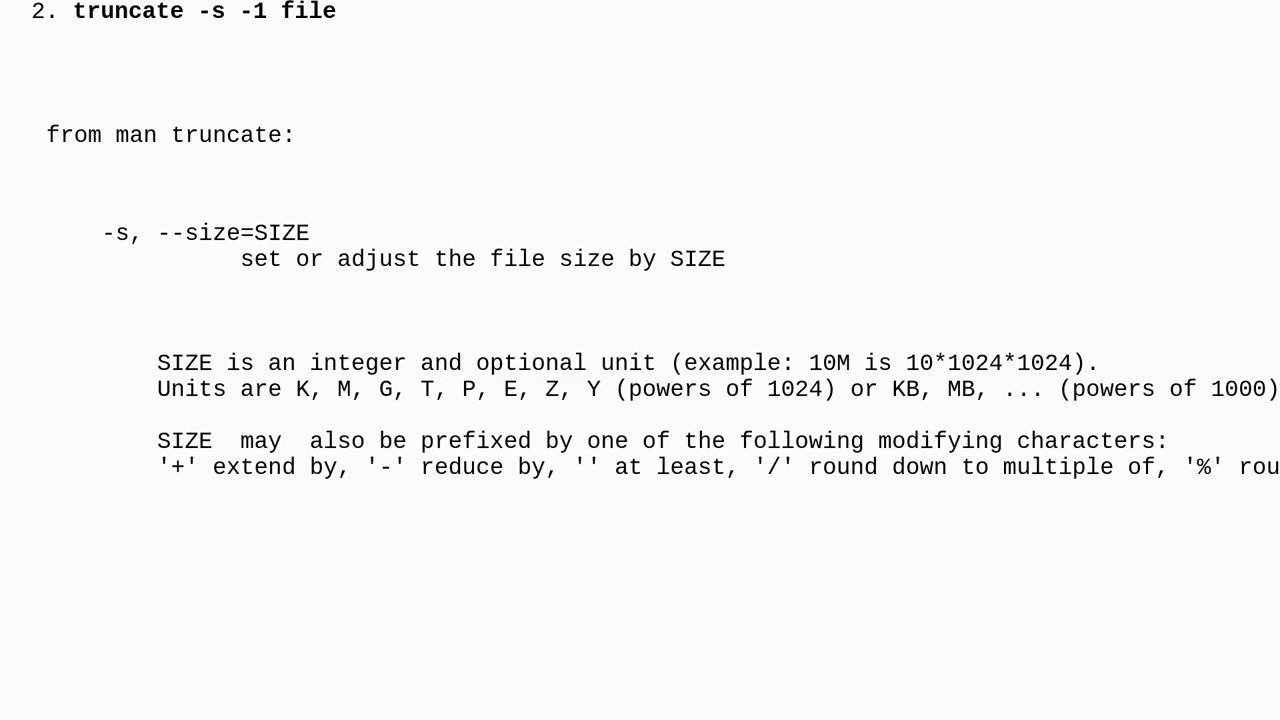 2. truncate -s -1 file
from man truncate:
-s, --size=SIZE
set or adjust the file size by SIZE
SIZE is an integer and optional unit (example: 10M is 10*1024*1024).
Units are K, M, G, T, P, E, Z, Y (powers of 1024) or KB, MB, ... (powers of 1000)
SIZE  may  also be prefixed by one of the following modifying characters:
'+' extend by, '-' reduce by, '' at least, '/' round down to multiple of, '%' rou